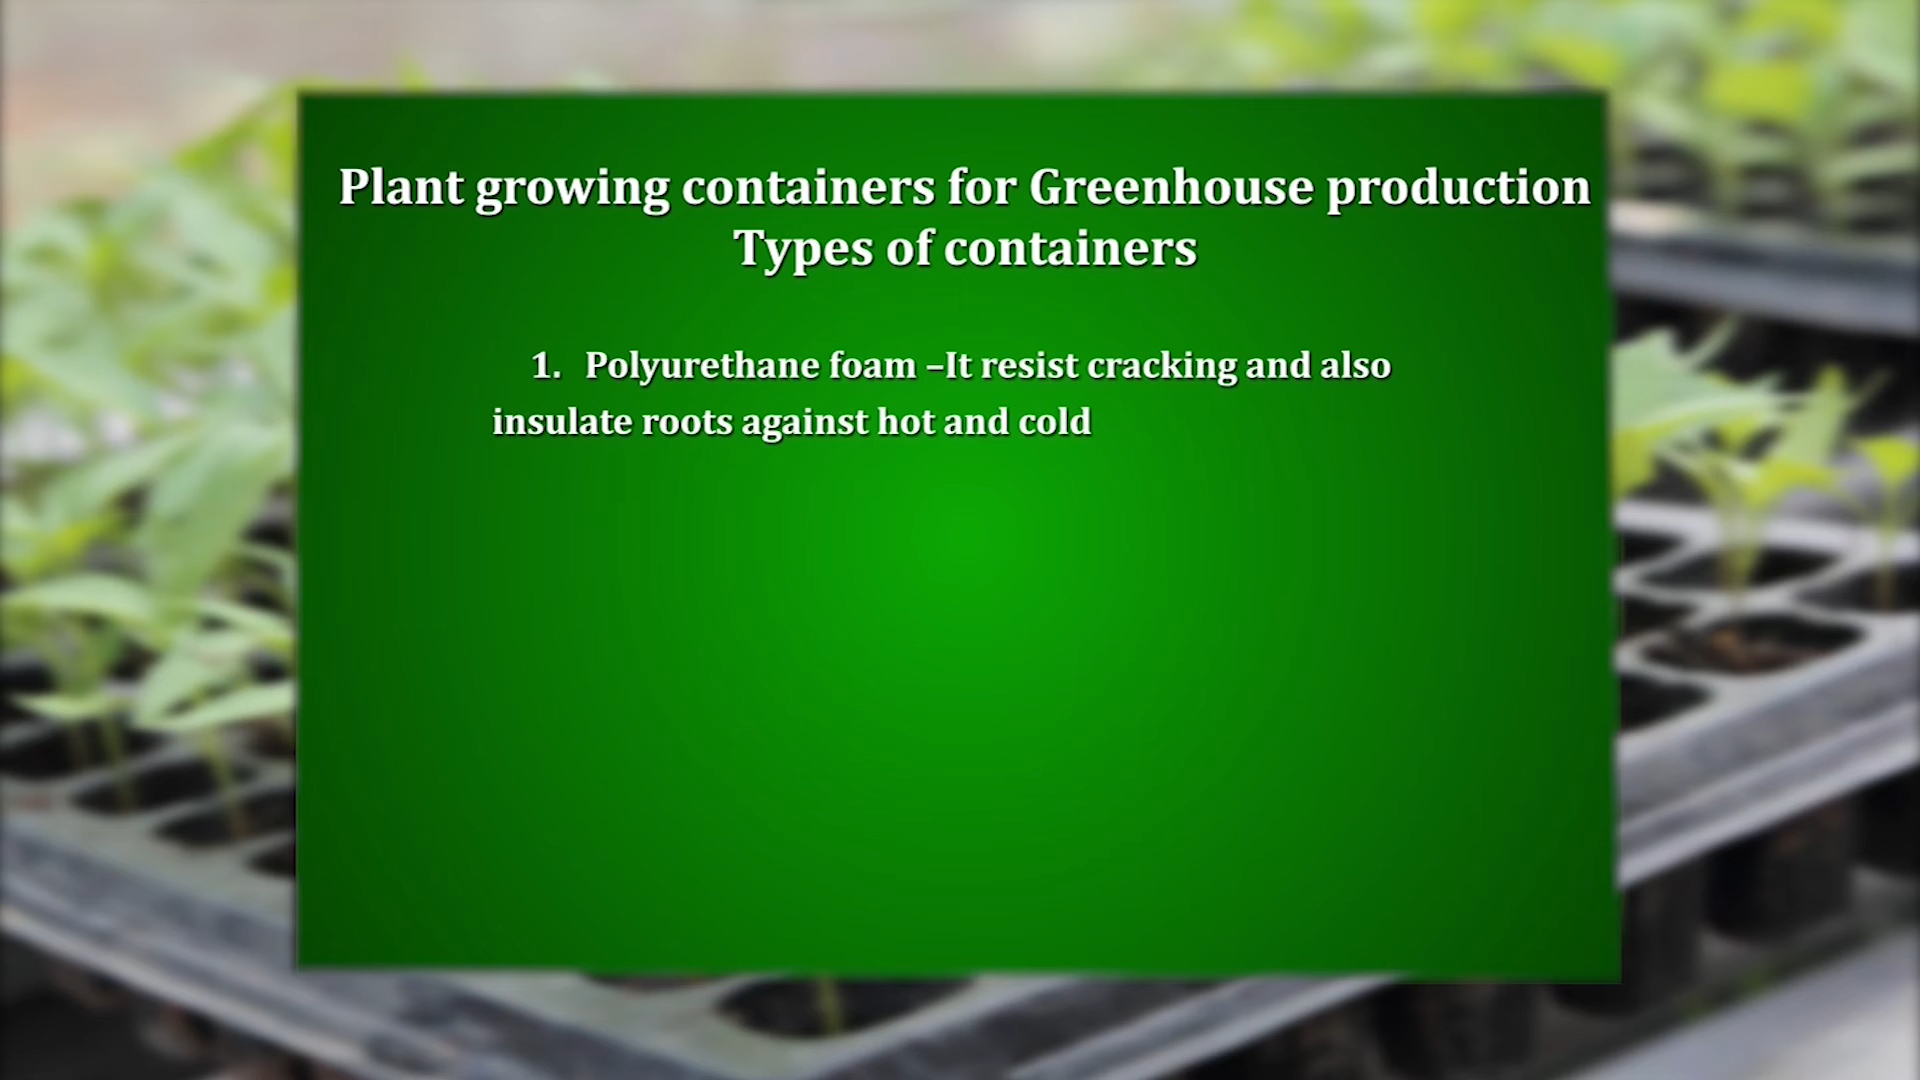 Plant growing containers for Greenhouse production
Types of containers
1. Polyurethane foam –It resist cracking and also
insulate roots against hot and cold